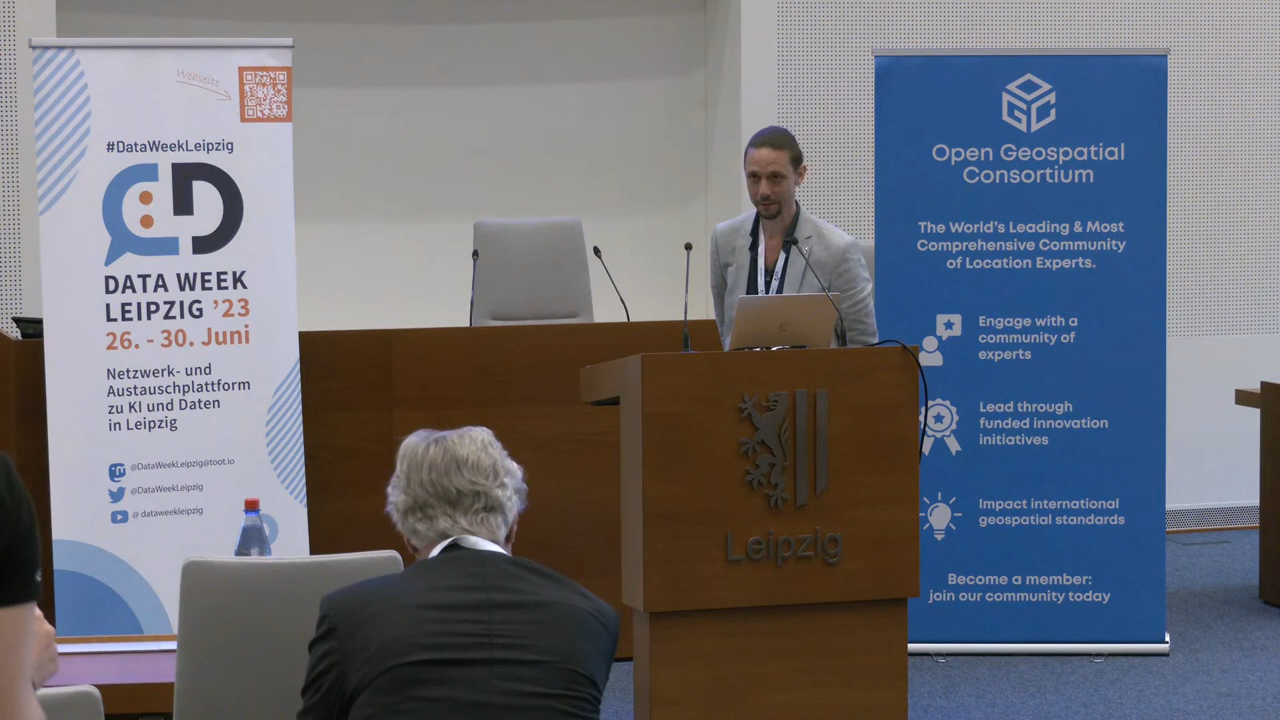 Webseite
#DataWeekLeipzig
DATA WEEK
LEIPZIG '23
26. - 30. Juni
Netzwerk- und
Austauschplattform
zu KI und Daten
in Leipzig
@DataWeekLeipzig@toot.io
@DataWeekLeipzig
@ dataweekleipzig
Leipzig
OGC
Open Geospatial
Consortium
The World's Leading & Most
Comprehensive Community
of Location Experts.
Engage with a
community of
experts
Lead through
funded innovation
initiatives
Impact international
geospatial standards
Become a member:
join our community today